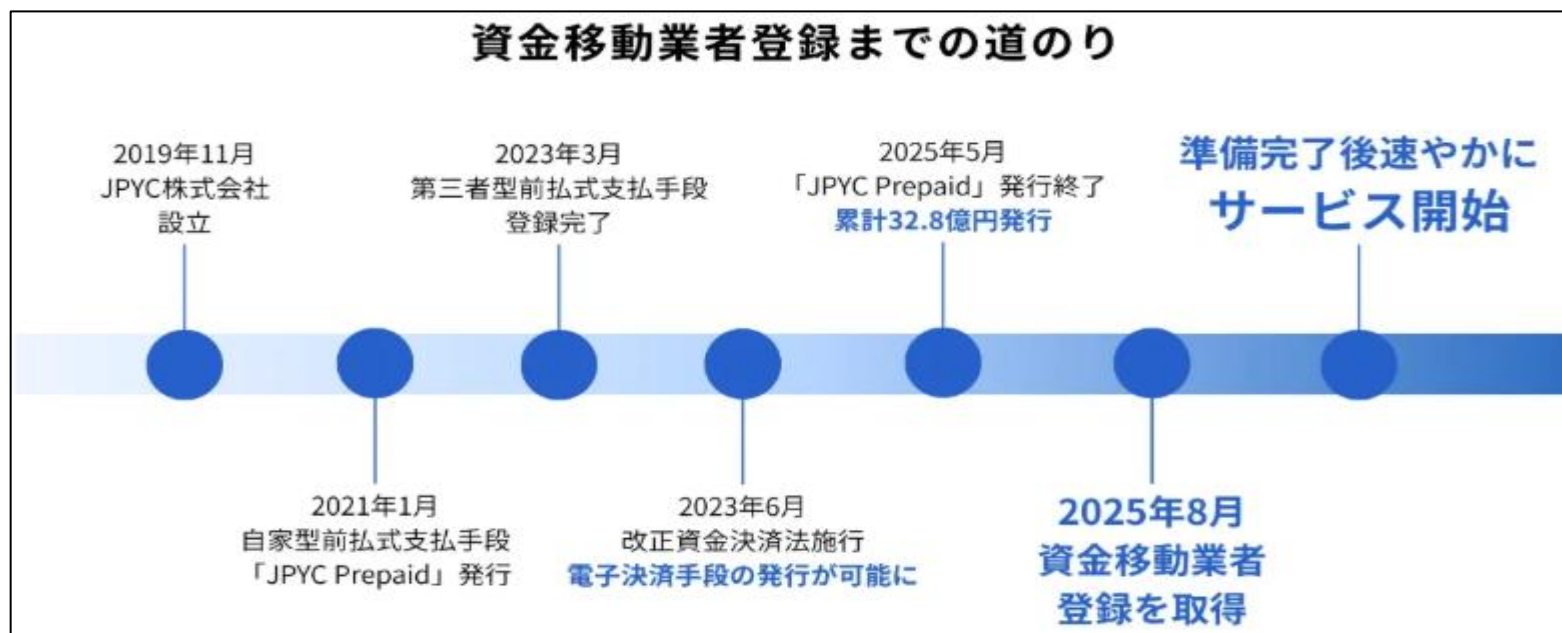 資金移動業者登録までの道のり
2019年11月
JPYC株式会社
設立
2021年1月
自家型前払式支払手段
「JPYC Prepaid」発行
2023年3月
第三者型前払式支払手段
登録完了
2023年6月
改正資金決済法施行
電子決済手段の発行が可能に
2025年5月
「JPYC Prepaid」発行終了
累計32.8億円発行
2025年8月
資金移動業者
登録を取得
準備完了後速やかに
サービス開始